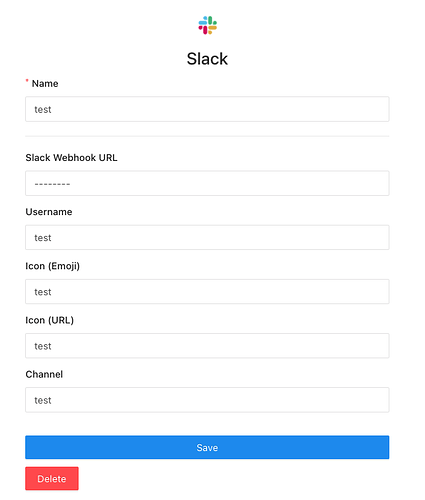 Slack
* Name
test
Slack Webhook URL
--------
Username
test
Icon (Emoji)
test
Icon (URL)
test
Channel
test
Save
Delete